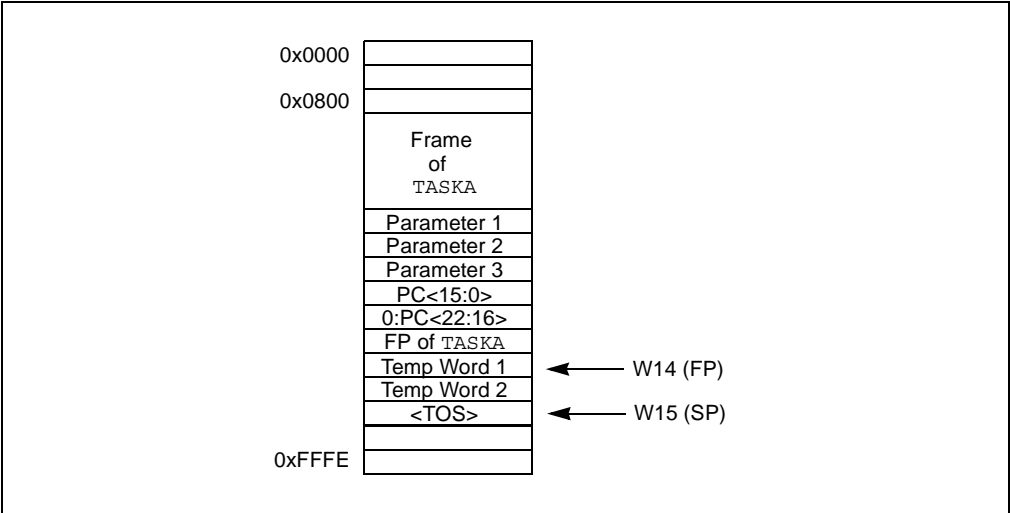 0x0000
0x0800
Frame
of
TASKA
Parameter 1
Parameter 2
Parameter 3
PC<15:0>
0:PC<22:16>
FP of TASKA
Temp Word 1
W14 (FP)
Temp Word 2
<TOS>
W15 (SP)
0xFFFE